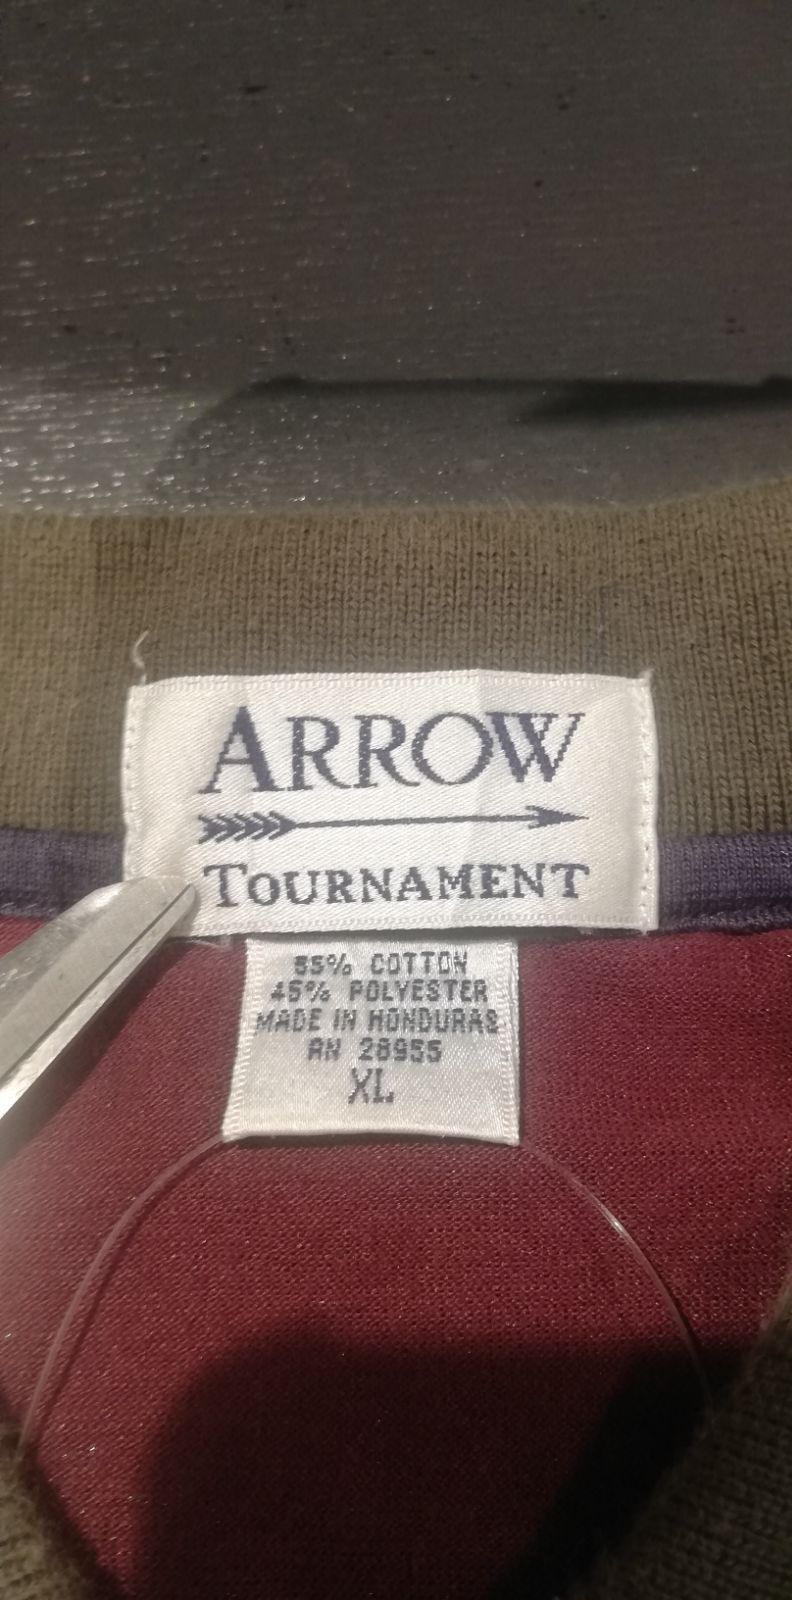 ARROW
TOURNAMENT
55% COTTON
45% POLYESTER
MADE IN HONDURAS
RN 28955
XL